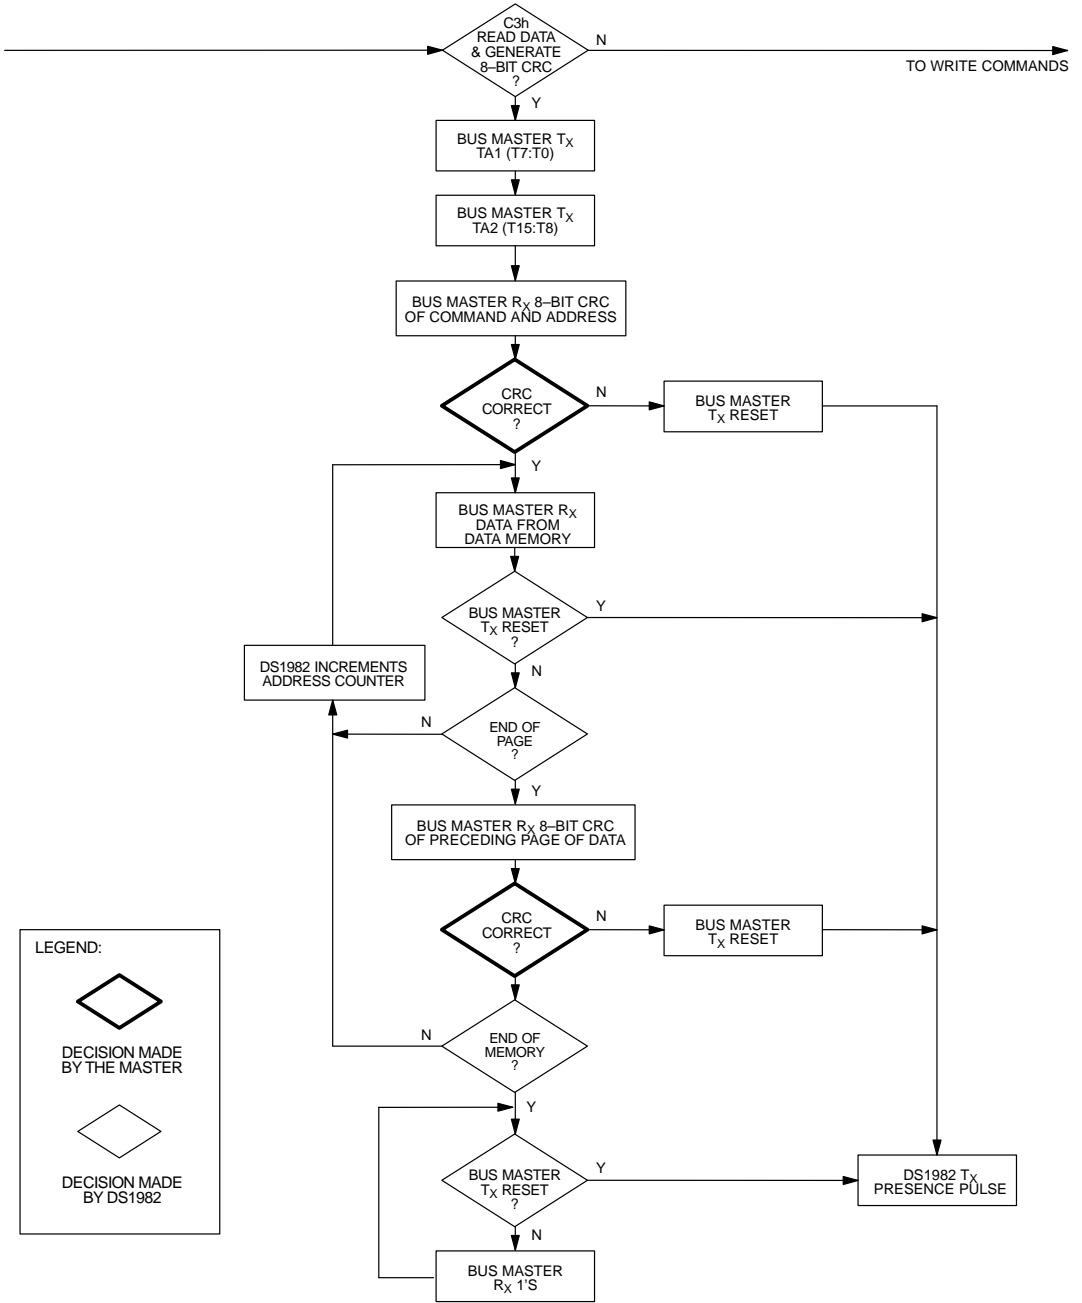 C3h
READ DATA
& GENERATE
8–BIT CRC
?
N
TO WRITE COMMANDS
Y
BUS MASTER TX
TA1 (T7:T0)
BUS MASTER TX
TA2 (T15:T8)
BUS MASTER RX 8–BIT CRC
OF COMMAND AND ADDRESS
CRC
CORRECT
?
N
BUS MASTER
TX RESET
Y
BUS MASTER RX
DATA FROM
DATA MEMORY
BUS MASTER
TX RESET
?
Y
N
DS1982 INCREMENTS
ADDRESS COUNTER
END OF
PAGE
?
N
Y
BUS MASTER RX 8–BIT CRC
OF PRECEDING PAGE OF DATA
CRC
CORRECT
?
N
BUS MASTER
TX RESET
END OF
MEMORY
?
N
Y
BUS MASTER
TX RESET
?
Y
DS1982 TX
PRESENCE PULSE
N
BUS MASTER
RX 1'S
LEGEND:
DECISION MADE
BY THE MASTER
DECISION MADE
BY DS1982